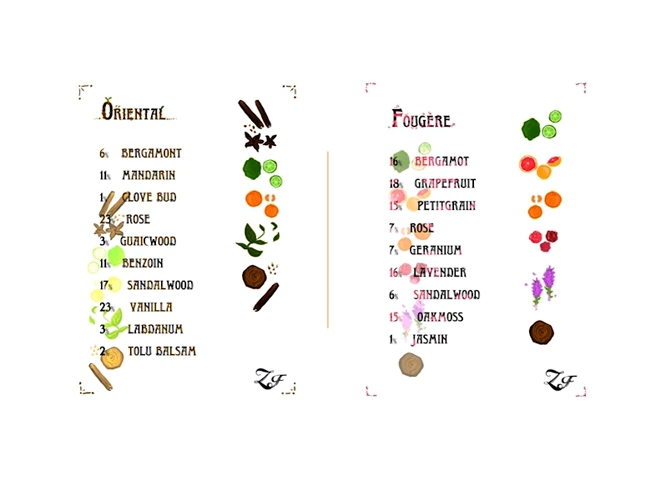 Oriental
6% Bergamont
11% Mandarin
1% Clove Bud
23% Rose
3% Guaicwood
11% Benzoin
17% Sandalwood
23% Vanilla
3% Labdanum
2% Tolu Balsam
Fougère
16% Bergamot
18% Grapefruit
15% Petitgrain
7% Rose
7% Geranium
16% Lavender
6% Sandalwood
15% Oakmoss
1% Jasmin